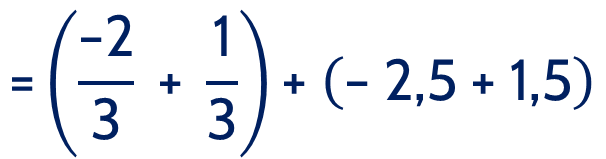 = (−2/3 + 1/3) + (− 2,5 + 1,5)